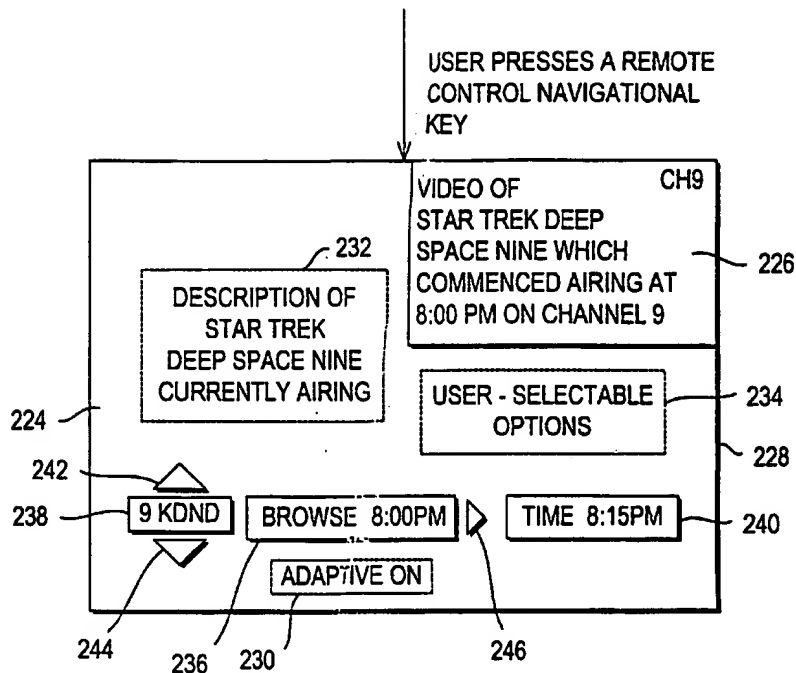 USER PRESSES A REMOTE
CONTROL NAVIGATIONAL
KEY
CH9
VIDEO OF
STAR TREK DEEP
SPACE NINE WHICH
COMMENCED AIRING AT
8:00 PM ON CHANNEL 9
226
232
DESCRIPTION OF
STAR TREK
DEEP SPACE NINE
CURRENTLY AIRING
USER - SELECTABLE
OPTIONS
234
224
228
242
238
9 KDND
BROWSE 8:00PM
TIME 8:15PM
240
ADAPTIVE ON
244
236
230
246